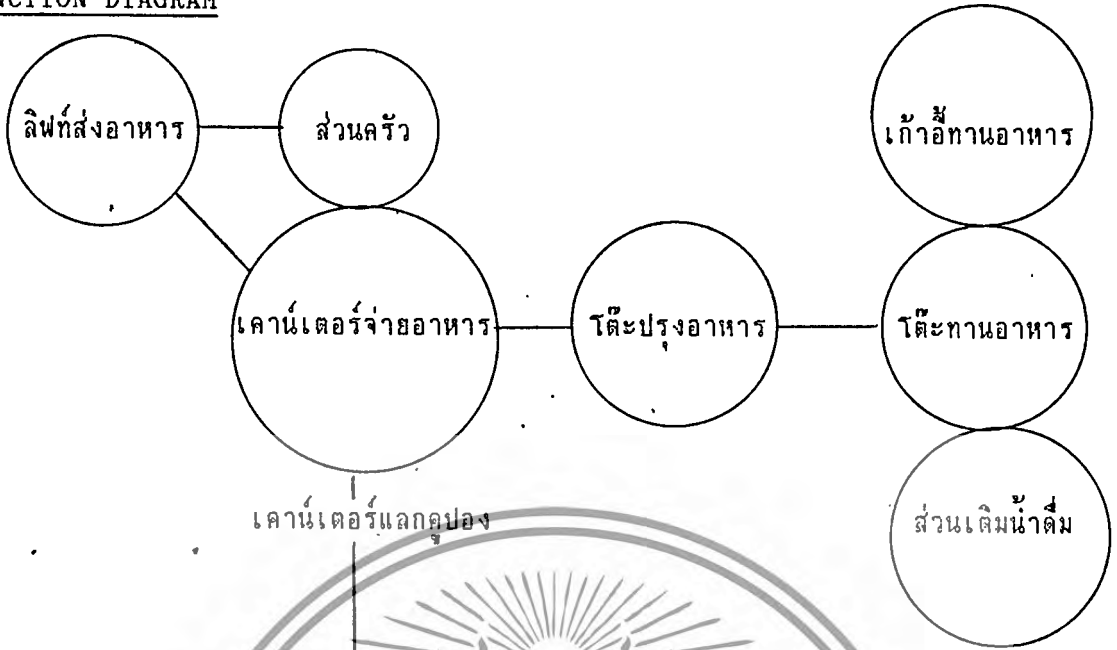 DIAGRAM
ลิฟท์ส่งอาหาร
ส่วนครัว
เก้าอี้ทานอาหาร
เคาน์เตอร์จ่ายอาหาร
โต๊ะปรุงอาหาร
โต๊ะทานอาหาร
เคาน์เตอร์แลกคูปอง
ส่วนเติมน้ำดื่ม